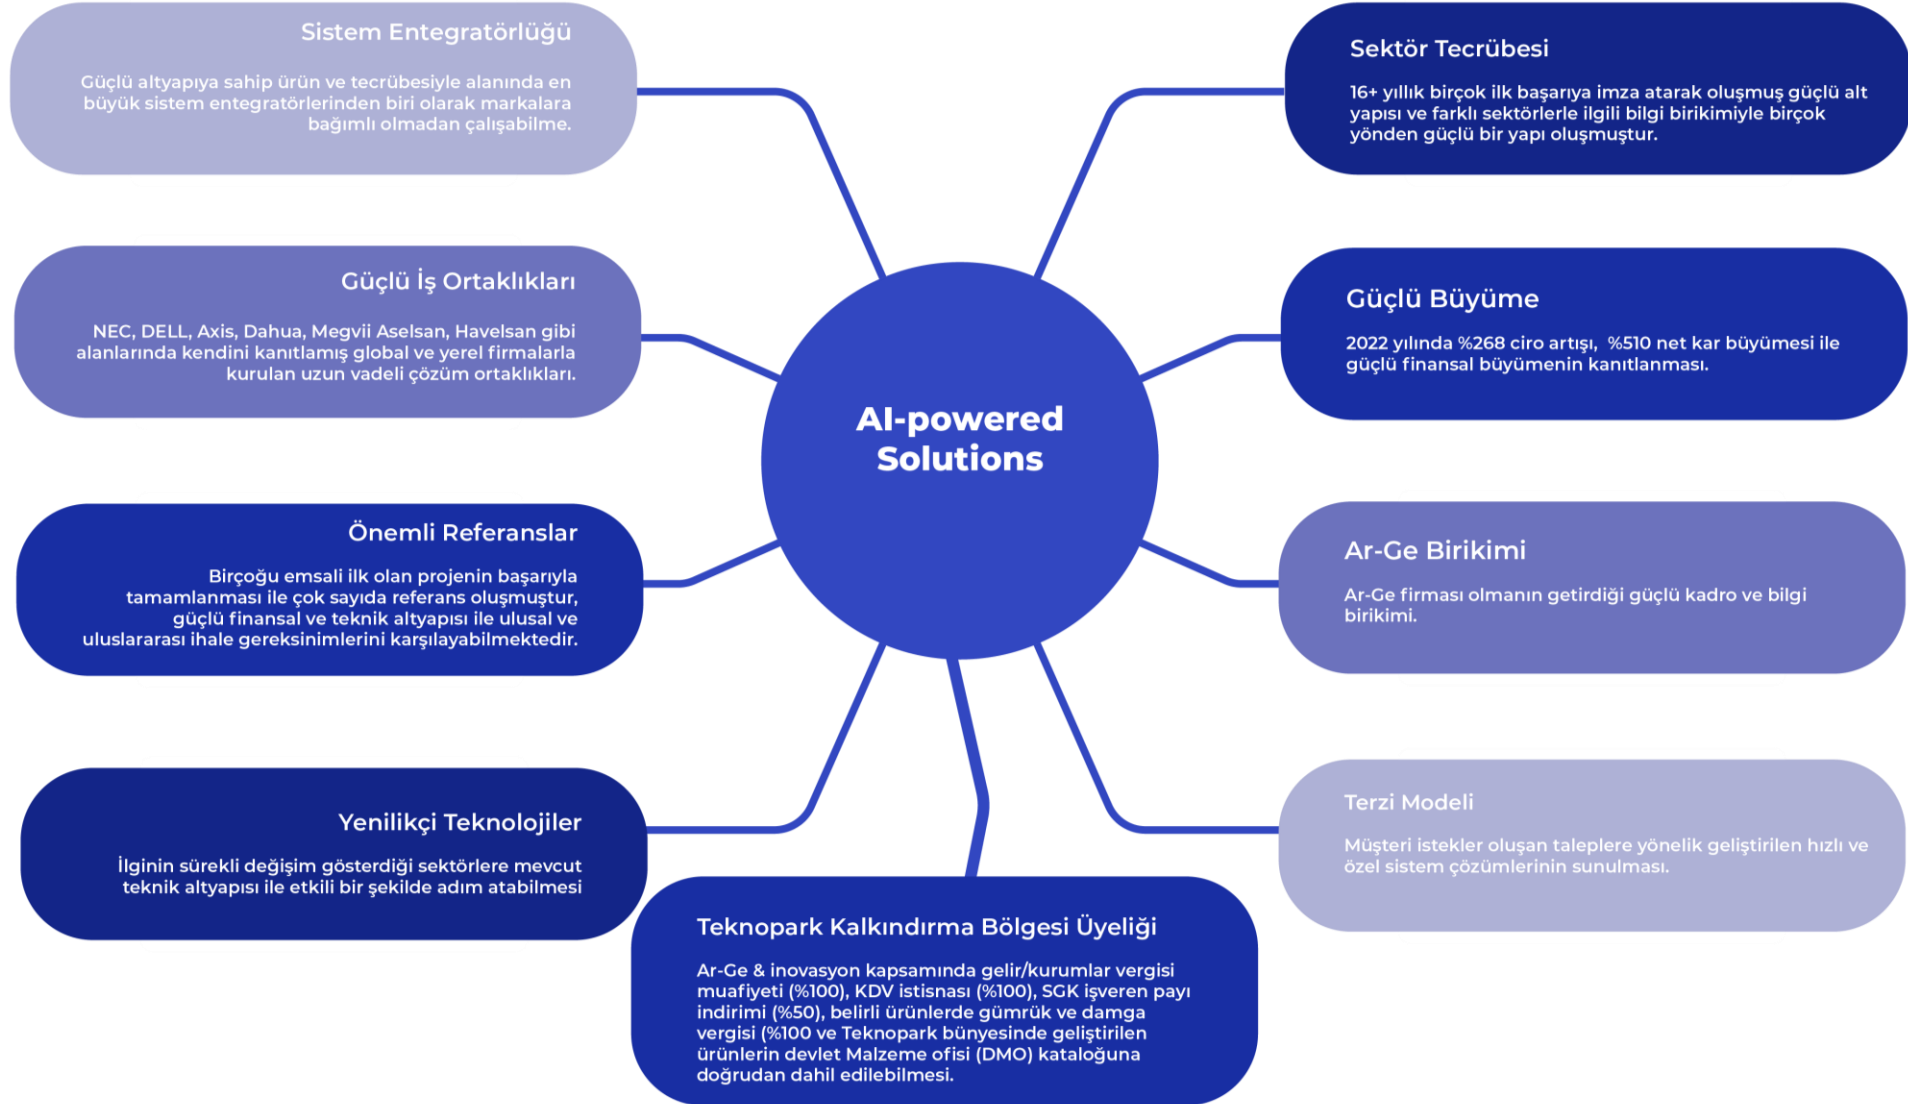 Sistem Entegratörlüğü
Güçlü altyapıya sahip ürün ve tecrübesiyle alanında en
büyük sistem entegratörlerinden biri olarak markalara
bağımlı olmadan çalışabilme.
Güçlü İş Ortaklıkları
NEC, DELL, Axis, Dahua, Megvii Aselsan, Havelsan gibi
alanlarında kendini kanıtlamış global ve yerel firmalarla
kurulan uzun vadeli çözüm ortaklıkları.
Önemli Referanslar
Birçoğu emsali ilk olan projenin başarıyla
tamamlanması ile çok sayıda referans oluşmuştur,
güçlü finansal ve teknik altyapısı ile ulusal ve
uluslararası ihale gereksinimlerini karşılayabilmektedir.
Yenilikçi Teknolojiler
İlginin sürekli değişim gösterdiği sektörlere mevcut
teknik altyapısı ile etkili bir şekilde adım atabilmesi
AI-powered
Solutions
Sektör Tecrübesi
16+ yıllık birçok ilk başarıya imza atarak oluşmuş güçlü alt
yapısı ve farklı sektörlerle ilgili bilgi birikimiyle birçok
yönden güçlü bir yapı oluşmuştur.
Güçlü Büyüme
2022 yılında %268 ciro artışı, %510 net kar büyümesi ile
güçlü finansal büyümenin kanıtlanması.
Ar-Ge Birikimi
Ar-Ge firması olmanın getirdiği güçlü kadro ve bilgi
birikimi.
Terzi Modeli
Müşteri istekler oluşan taleplere yönelik geliştirilen hızlı ve
özel sistem çözümlerinin sunulması.
Teknopark Kalkındırma Bölgesi Üyeliği
Ar-Ge & inovasyon kapsamında gelir/kurumlar vergisi
muafiyeti (%100), KDV istisnası (%100), SGK işveren payı
indirimi (%50), belirli ürünlerde gümrük ve damga
vergisi (%100 ve Teknopark bünyesinde geliştirilen
ürünlerin devlet Malzeme ofisi (DMO) kataloğuna
doğrudan dahil edilebilmesi.